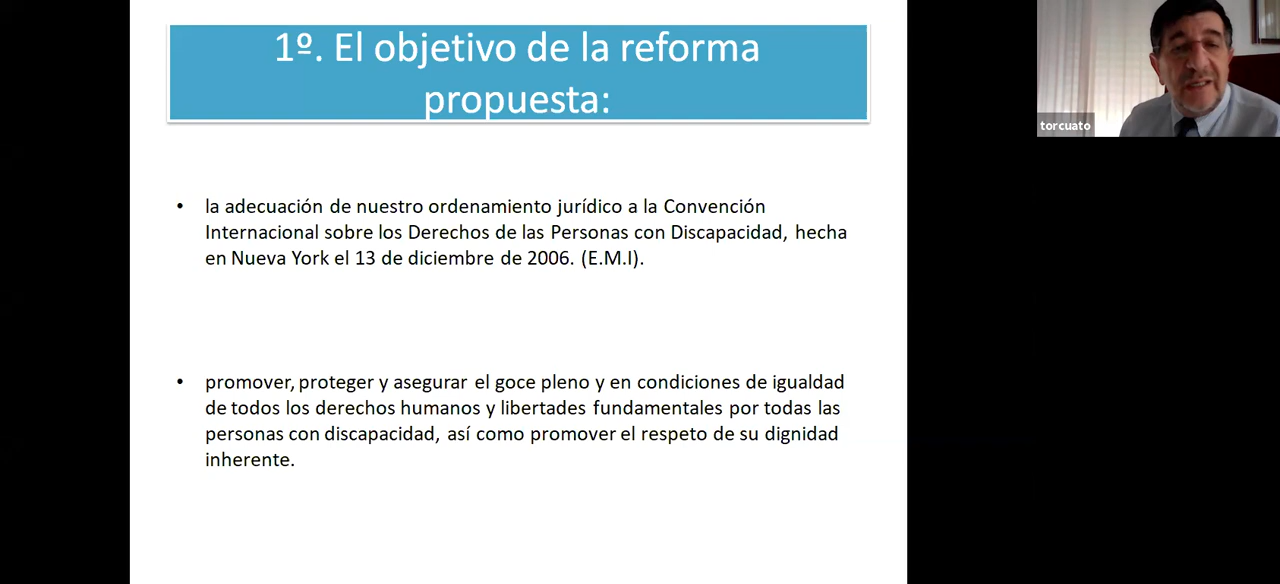 1º. El objetivo de la reforma
propuesta:
• la adecuación de nuestro ordenamiento jurídico a la Convención
Internacional sobre los Derechos de las Personas con Discapacidad, hecha
en Nueva York el 13 de diciembre de 2006. (E.M.I).
• promover, proteger y asegurar el goce pleno y en condiciones de igualdad
de todos los derechos humanos y libertades fundamentales por todas las
personas con discapacidad, así como promover el respeto de su dignidad
inherente.
torcuato